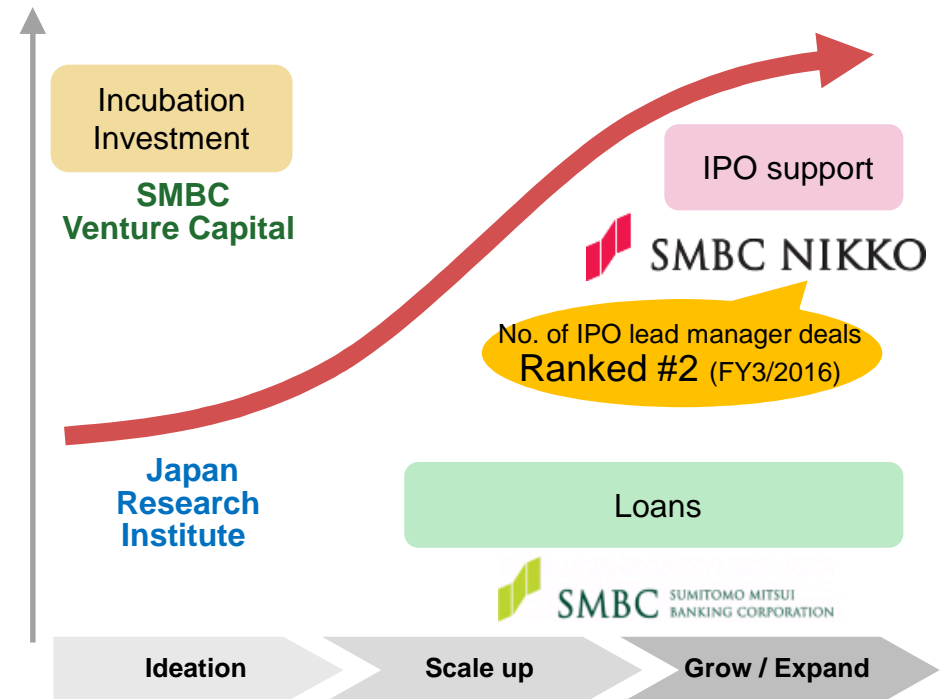 Incubation
Investment
SMBC
Venture Capital
IPO support
SMBC NIKKO
No. of IPO lead manager deals
Ranked #2 (FY3/2016)
Japan
Research
Institute
Loans
SMBC SUMITOMO MITSUI
BANKING CORPORATION
Ideation
Scale up
Grow / Expand